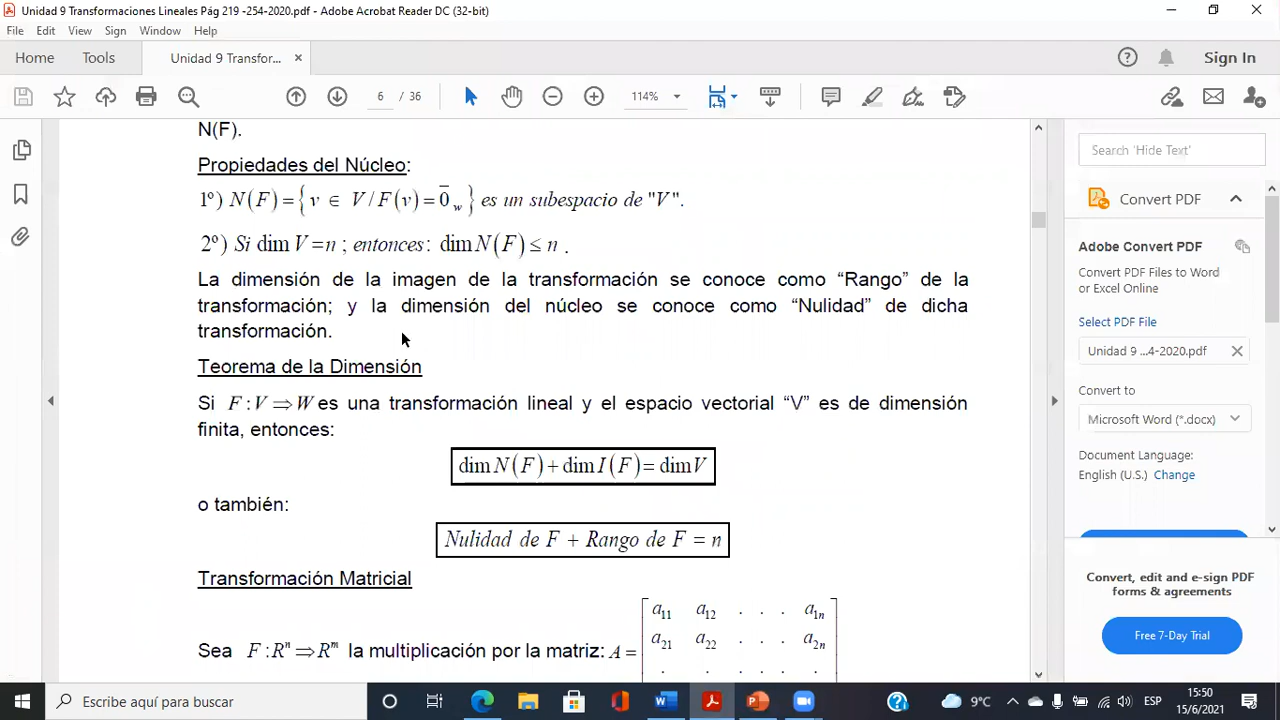 Unidad 9 Transformaciones Lineales Pág 219 -254-2020.pdf - Adobe Acrobat Reader DC (32-bit)
File Edit View Sign Window Help
Home Tools Unidad 9 Transfor... × Sign In
6 / 36 114%
N(F).
Propiedades del Núcleo:
1º) N(F)={ v ∈ V / F(v)=0̄ w } es un subespacio de "V".
2º) Si dim V=n ; entonces: dim N(F) ≤ n .
La dimensión de la imagen de la transformación se conoce como “Rango” de la
transformación; y la dimensión del núcleo se conoce como “Nulidad” de dicha
transformación.
Teorema de la Dimensión
Si F:V⇒W es una transformación lineal y el espacio vectorial “V” es de dimensión
finita, entonces:
dim N(F)+dim I(F)=dimV
o también:
Nulidad de F + Rango de F = n
Transformación Matricial
Sea F:Rⁿ⇒Rᵐ la multiplicación por la matriz: A=
a11 a12 . . . a1n
a21 a22 . . . a2n
. . . . . .
Search 'Hide Text'
Convert PDF
Adobe Convert PDF
Convert PDF Files to Word
or Excel Online
Select PDF File
Unidad 9 ...4-2020.pdf ×
Convert to
Microsoft Word (*.docx)
Document Language:
English (U.S.) Change
Convert, edit and e-sign PDF
forms & agreements
Free 7-Day Trial
Escribe aquí para buscar
9°C ESP 15:50
15/6/2021